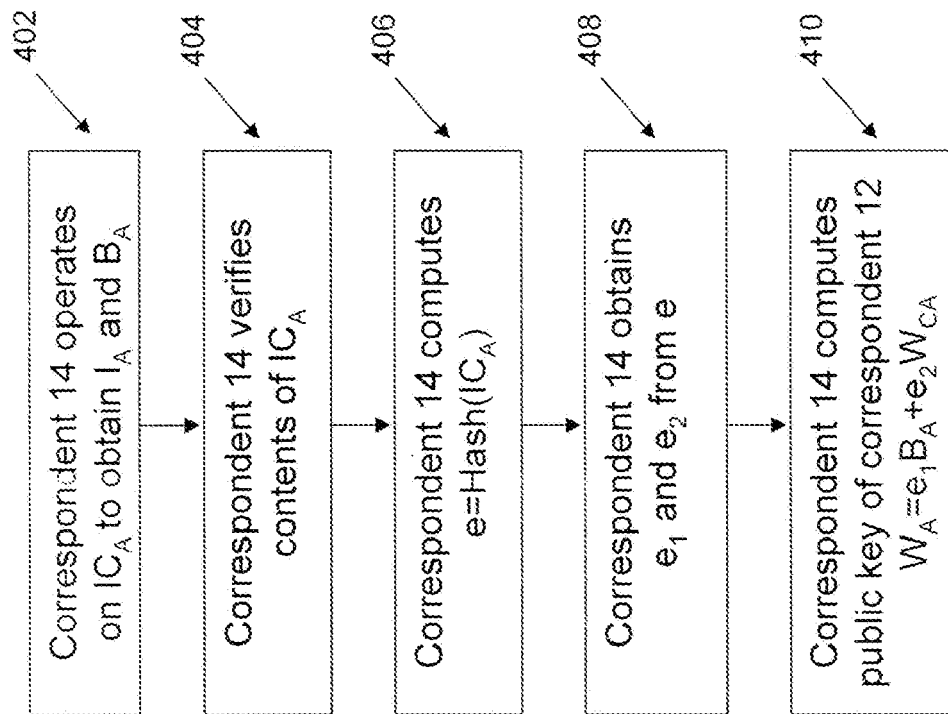 402
Correspondent 14 operates
on IC_A to obtain I_A and B_A
404
Correspondent 14 verifies
contents of IC_A
406
Correspondent 14 computes
e=Hash(IC_A)
408
Correspondent 14 obtains
e_1 and e_2 from e
410
Correspondent 14 computes
public key of correspondent 12
W_A=e_1B_A+e_2W_CA